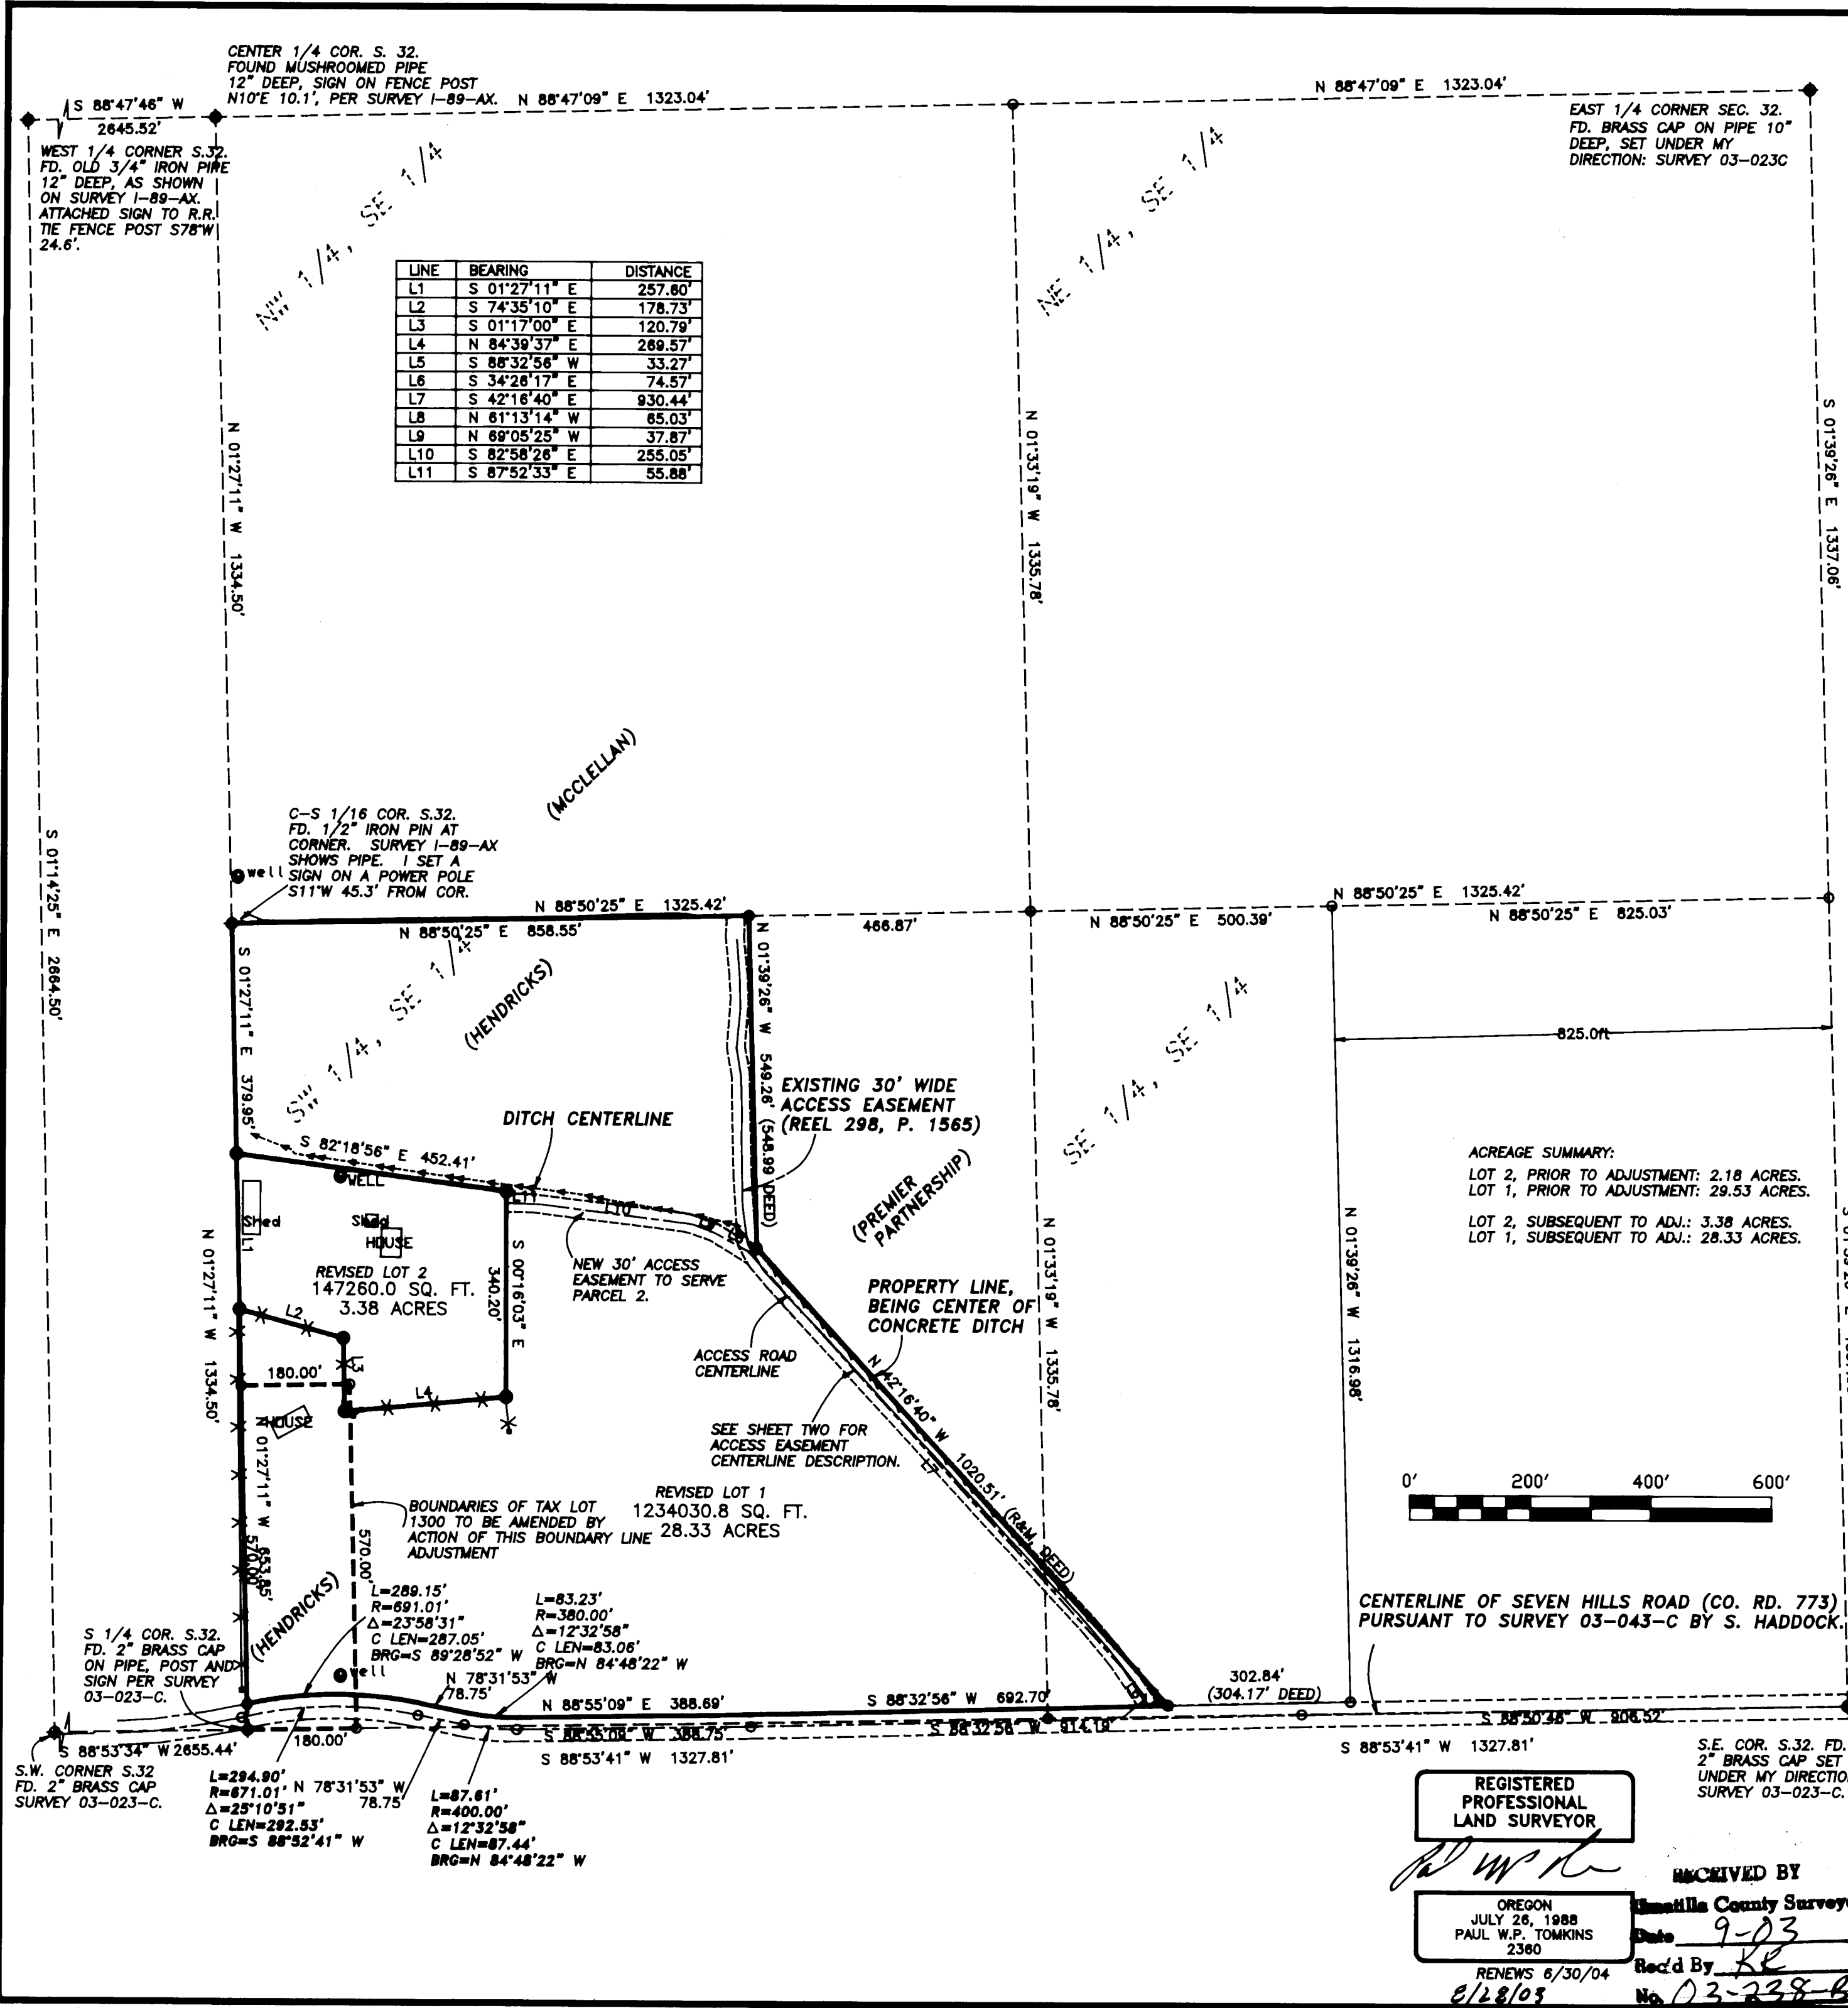 CENTER 1/4 COR. S. 32.
FOUND MUSHROOMED PIPE
12" DEEP, SIGN ON FENCE POST
N10°E 10.1', PER SURVEY I-89-AX.
N 88°47'09" E 1323.04'
N 88°47'09" E 1323.04'
S 88°47'46" W
2645.52'
WEST 1/4 CORNER S.32.
FD. OLD 3/4" IRON PIPE
12" DEEP, AS SHOWN
ON SURVEY I-89-AX.
ATTACHED SIGN TO R.R.
TIE FENCE POST S78°W
24.6'.
EAST 1/4 CORNER SEC. 32.
FD. BRASS CAP ON PIPE 10"
DEEP, SET UNDER MY
DIRECTION: SURVEY 03-023C
NW 1/4, SE 1/4
NE 1/4, SE 1/4
LINE BEARING DISTANCE
L1 S 01°27'11" E 257.60'
L2 S 74°35'10" E 178.73'
L3 S 01°17'00" E 120.79'
L4 N 84°39'37" E 269.57'
L5 S 88°32'56" W 33.27'
L6 S 34°26'17" E 74.57'
L7 S 42°16'40" E 930.44'
L8 N 61°13'14" W 65.03'
L9 N 69°05'25" W 37.87'
L10 S 82°58'26" E 255.05'
L11 S 87°52'33" E 55.88'
N 01°27'11" W 1334.50'
N 01°33'19" W 1335.78'
S 01°39'26" E 1337.06'
S 01°14'25" E 2664.50'
(MCCLELLAN)
C-S 1/16 COR. S.32.
FD. 1/2" IRON PIN AT
CORNER. SURVEY I-89-AX
SHOWS PIPE. I SET A
SIGN ON A POWER POLE
S11°W 45.3' FROM COR.
well
N 88°50'25" E 1325.42'
N 88°50'25" E 858.55'
466.87'
N 88°50'25" E 500.39'
N 88°50'25" E 1325.42'
N 88°50'25" E 825.03'
825.0ft
S 01°27'11" E 379.95'
SW 1/4, SE 1/4
(HENDRICKS)
N 01°39'26" W 549.26' (548.99 DEED)
SE 1/4, SE 1/4
EXISTING 30' WIDE
ACCESS EASEMENT
(REEL 298, P. 1565)
DITCH CENTERLINE
S 82°18'56" E 452.41'
WELL
L11
L10
Shed
Shed
HOUSE
L1
REVISED LOT 2
147260.0 SQ. FT.
3.38 ACRES
S 00°16'03" E
340.20'
NEW 30' ACCESS
EASEMENT TO SERVE
PARCEL 2.
(PREMIER
PARTNERSHIP)
PROPERTY LINE,
BEING CENTER OF
CONCRETE DITCH
ACCESS ROAD
CENTERLINE
ACREAGE SUMMARY:
LOT 2, PRIOR TO ADJUSTMENT: 2.18 ACRES.
LOT 1, PRIOR TO ADJUSTMENT: 29.53 ACRES.
LOT 2, SUBSEQUENT TO ADJ.: 3.38 ACRES.
LOT 1, SUBSEQUENT TO ADJ.: 28.33 ACRES.
N 01°27'11" W 1334.50'
N 01°33'19" W 1335.78'
N 01°39'26" W 1316.98'
L2
L3
L4
180.00'
HOUSE
N 01°27'11" W 653.85'
570.00'
570.00'
SEE SHEET TWO FOR
ACCESS EASEMENT
CENTERLINE DESCRIPTION.
N 42°16'40" W 1020.51' (R&M, DEED)
L7
REVISED LOT 1
1234030.8 SQ. FT.
28.33 ACRES
BOUNDARIES OF TAX LOT
1300 TO BE AMENDED BY
ACTION OF THIS BOUNDARY LINE
ADJUSTMENT
0' 200' 400' 600'
(HENDRICKS)
well
L=289.15'
R=691.01'
Δ=23°58'31"
C LEN=287.05'
BRG=S 89°28'52" W
L=83.23'
R=380.00'
Δ=12°32'58"
C LEN=83.06'
BRG=N 84°48'22" W
N 78°31'53" W
78.75'
N 88°55'09" E 388.69'
S 88°32'56" W 692.70'
302.84'
(304.17' DEED)
CENTERLINE OF SEVEN HILLS ROAD (CO. RD. 773)
PURSUANT TO SURVEY 03-043-C BY S. HADDOCK.
S 1/4 COR. S.32.
FD. 2" BRASS CAP
ON PIPE, POST AND
SIGN PER SURVEY
03-023-C.
S 88°55'09" W 388.75'
S 88°32'56" W 914.19'
S 88°50'46" W 906.52'
S 88°53'34" W 2655.44'
180.00'
S 88°53'41" W 1327.81'
S 88°53'41" W 1327.81'
S.W. CORNER S.32
FD. 2" BRASS CAP
SURVEY 03-023-C.
L=294.90'
R=671.01'
Δ=25°10'51"
C LEN=292.53'
BRG=S 88°52'41" W
N 78°31'53" W
78.75'
L=87.61'
R=400.00'
Δ=12°32'58"
C LEN=87.44'
BRG=N 84°48'22" W
S.E. COR. S.32. FD.
2" BRASS CAP SET
UNDER MY DIRECTIO
SURVEY 03-023-C.
REGISTERED
PROFESSIONAL
LAND SURVEYOR
OREGON
JULY 26, 1988
PAUL W.P. TOMKINS
2360
RENEWS 6/30/04
8/28/03
RECEIVED BY
Umatilla County Surveyo
Date 9-03
Rec'd By KR
No. 03-238-B